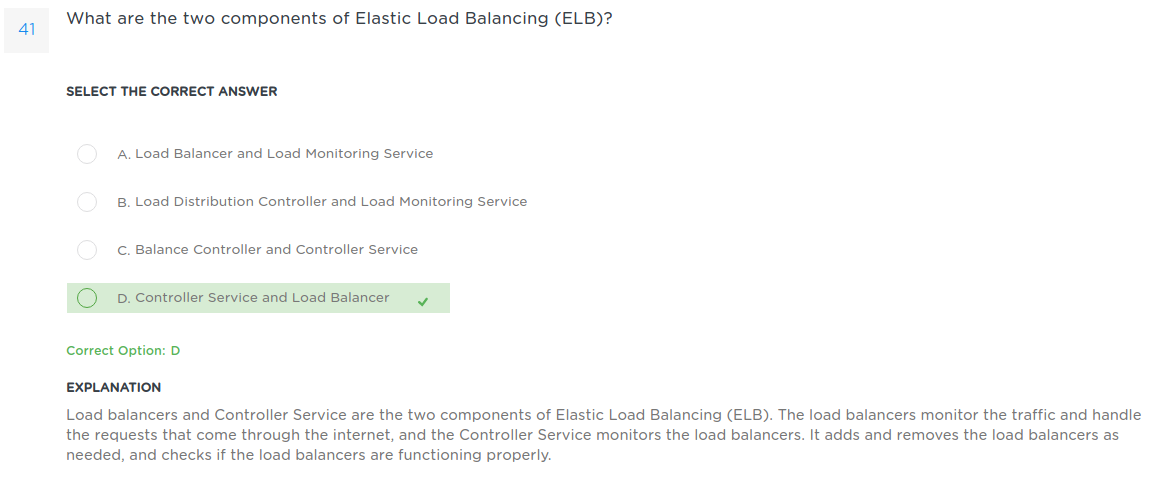 What are the two components of Elastic Load Balancing (ELB)?
41
SELECT THE CORRECT ANSWER
A. Load Balancer and Load Monitoring Service
B. Load Distribution Controller and Load Monitoring Service
C. Balance Controller and Controller Service
D. Controller Service and Load Balancer
Correct Option: D
EXPLANATION
Load balancers and Controller Service are the two components of Elastic Load Balancing (ELB). The load balancers monitor the traffic and handle
the requests that come through the internet, and the Controller Service monitors the load balancers. It adds and removes the load balancers as
needed, and checks if the load balancers are functioning properly.